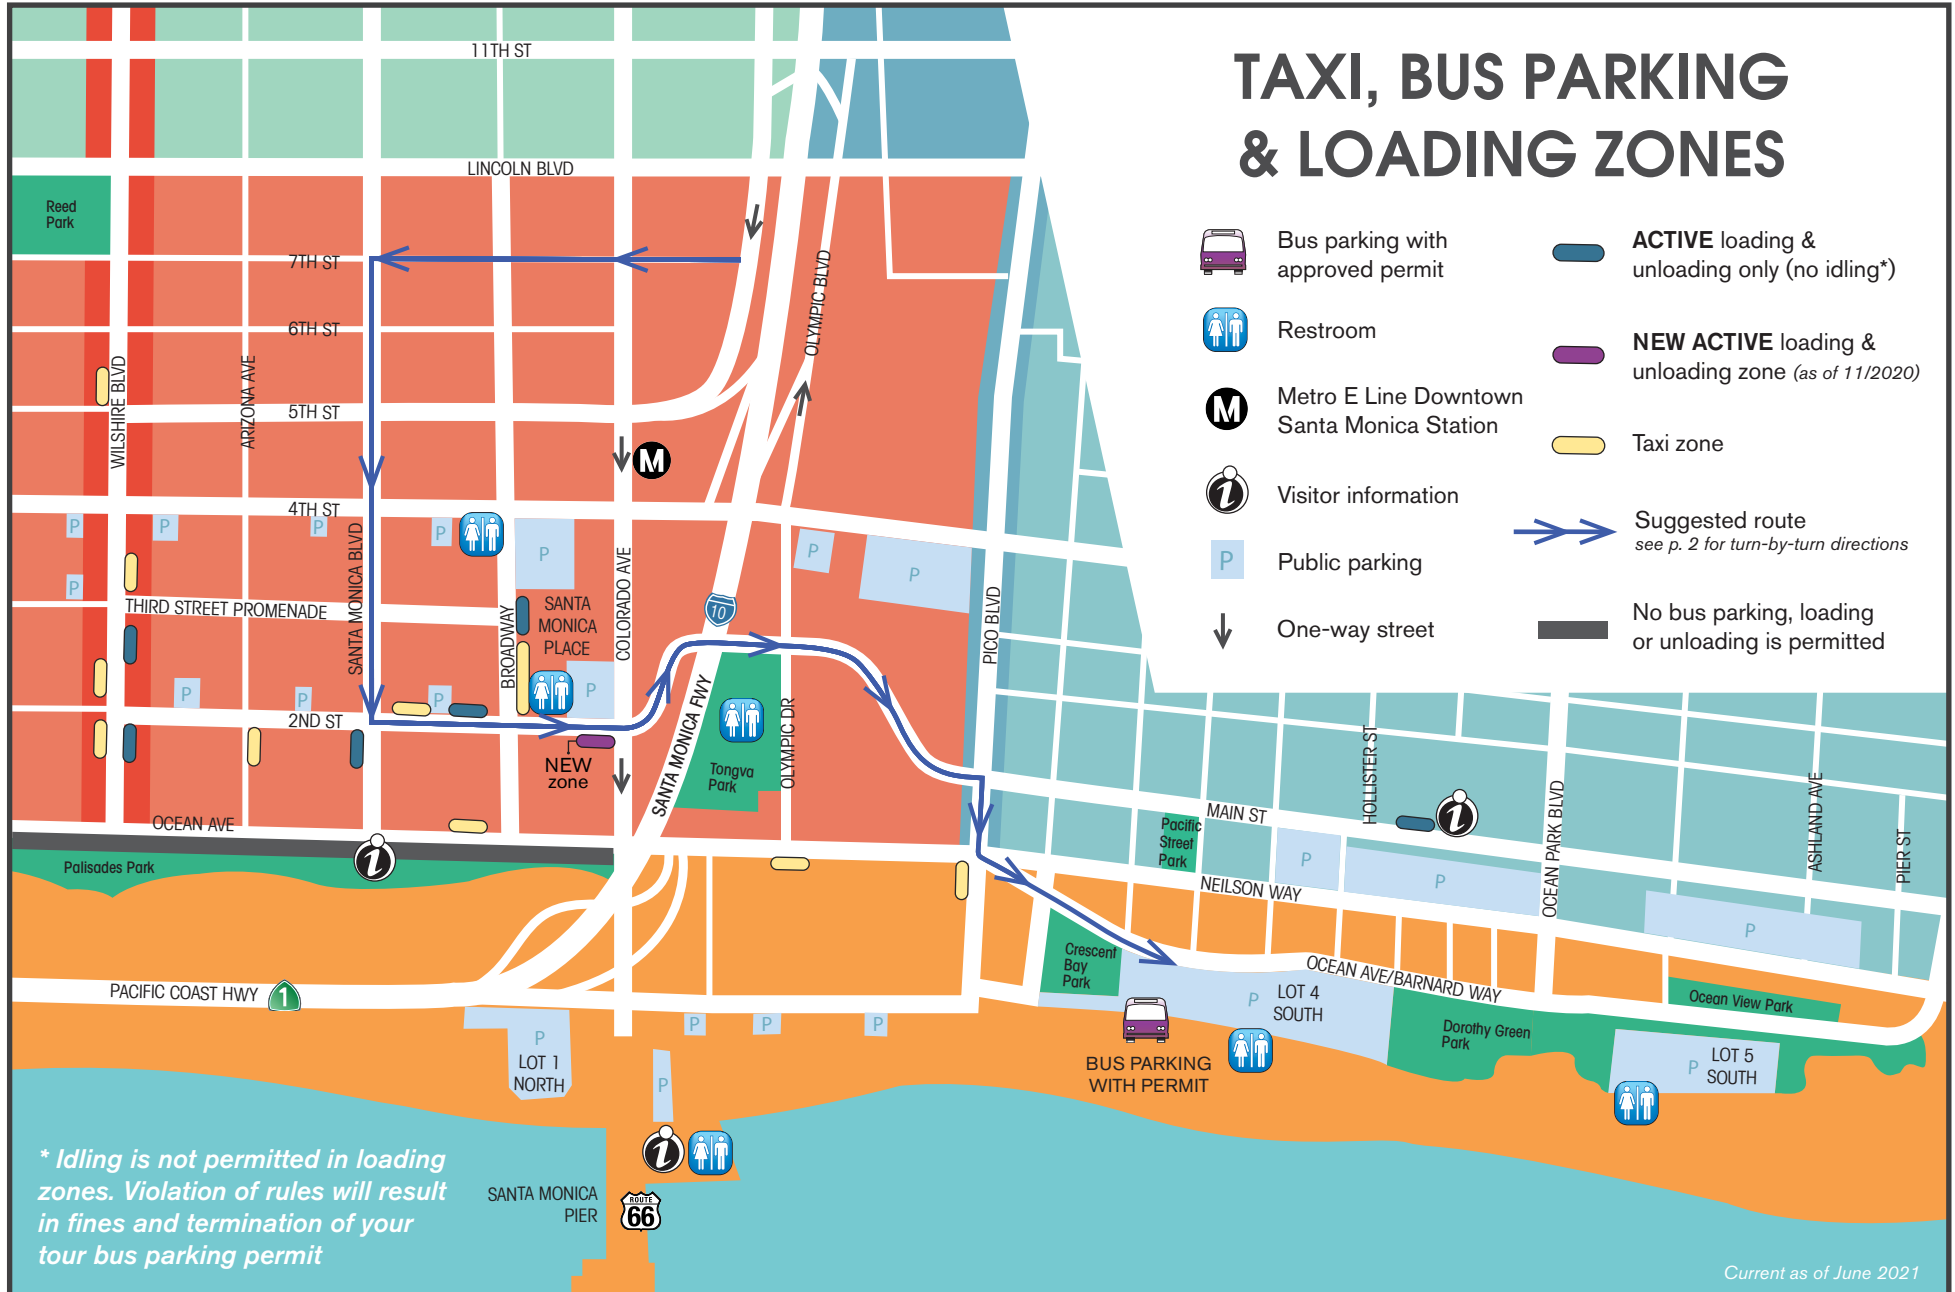 TAXI, BUS PARKING
& LOADING ZONES
Bus parking with
approved permit
Restroom
M
Metro E Line Downtown
Santa Monica Station
i
Visitor information
P
Public parking
One-way street
ACTIVE loading &
unloading only (no idling*)
NEW ACTIVE loading &
unloading zone (as of 11/2020)
Taxi zone
Suggested route
see p. 2 for turn-by-turn directions
No bus parking, loading
or unloading is permitted
11TH ST
LINCOLN BLVD
Reed
Park
7TH ST
6TH ST
OLYMPIC BLVD
WILSHIRE BLVD
ARIZONA AVE
5TH ST
M
4TH ST
P
P
P
P
P
P
P
P
SANTA MONICA BLVD
COLORADO AVE
THIRD STREET PROMENADE
BROADWAY
SANTA
MONICA
PLACE
10
PICO BLVD
P
P
P
P
2ND ST
NEW
zone
SANTA MONICA FWY
Tongva
Park
OLYMPIC DR
OCEAN AVE
Palisades Park
i
MAIN ST
HOLLISTER ST
i
OCEAN PARK BLVD
ASHLAND AVE
PIER ST
Pacific
Street
Park
P
P
P
NEILSON WAY
Crescent
Bay
Park
OCEAN AVE/BARNARD WAY
PACIFIC COAST HWY
1
P
LOT 1
NORTH
P
P
P
P
P
LOT 4
SOUTH
BUS PARKING
WITH PERMIT
Dorothy Green
Park
Ocean View Park
P
LOT 5
SOUTH
i
SANTA MONICA
PIER
ROUTE
66
* Idling is not permitted in loading
zones. Violation of rules will result
in fines and termination of your
tour bus parking permit
Current as of June 2021